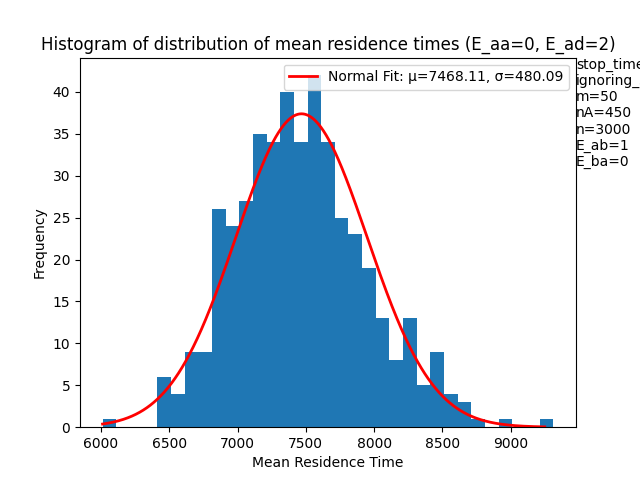 Histogram of distribution of mean residence times (E_aa=0, E_ad=2)
Normal Fit: μ=7468.11, σ=480.09
stop_time
ignoring_
m=50
nA=450
n=3000
E_ab=1
E_ba=0
Frequency
40
35
30
25
20
15
10
5
0
6000 6500 7000 7500 8000 8500 9000
Mean Residence Time